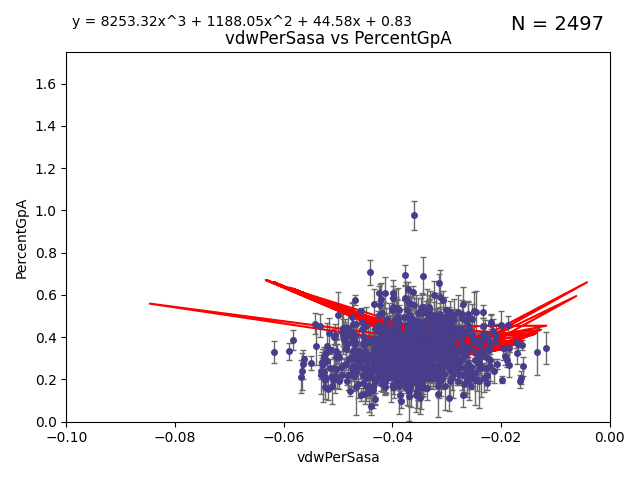 y = 8253.32x^3 + 1188.05x^2 + 44.58x + 0.83
N = 2497
vdwPerSasa vs PercentGpA
PercentGpA
1.6
1.4
1.2
1.0
0.8
0.6
0.4
0.2
0.0
−0.10 −0.08 −0.06 −0.04 −0.02 0.00
vdwPerSasa